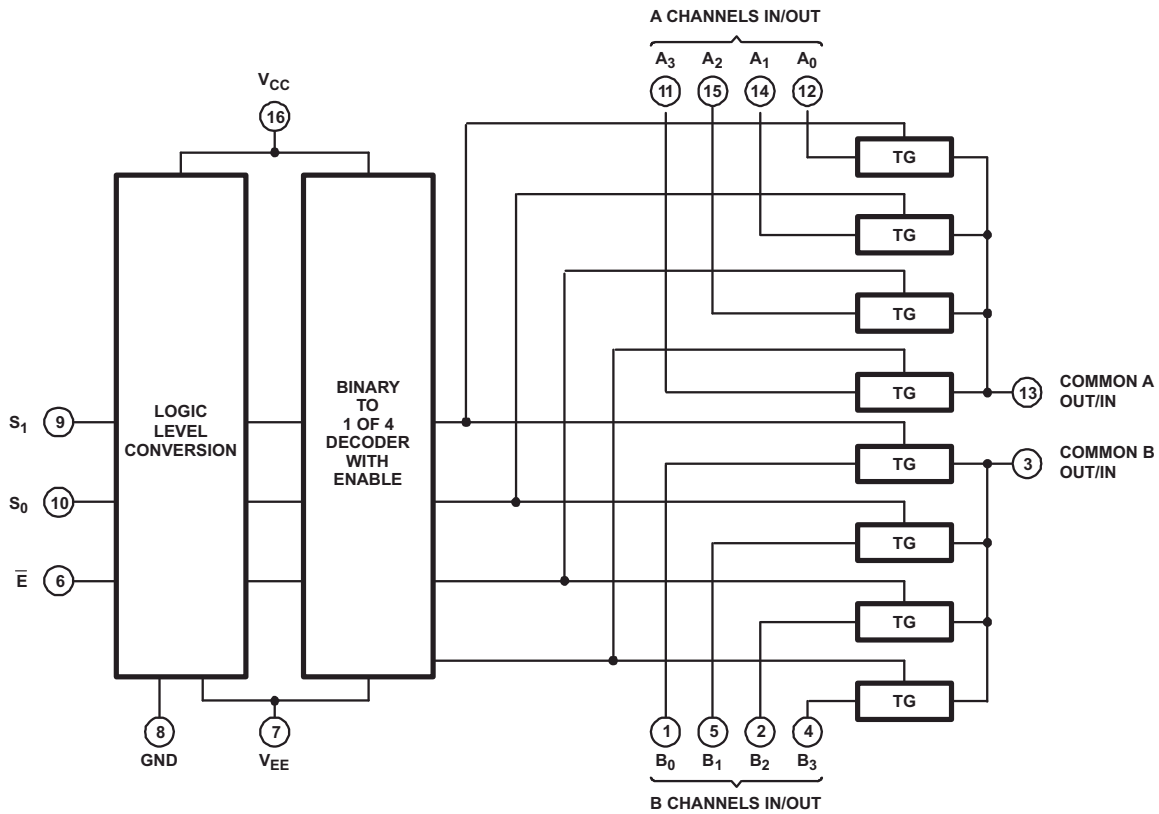 A CHANNELS IN/OUT
A3 A2 A1 A0
11 15 14 12
VCC
16
TG
TG
TG
TG
13 COMMON A
OUT/IN
TG
3 COMMON B
OUT/IN
TG
TG
TG
S1 9
S0 10
E̅ 6
LOGIC
LEVEL
CONVERSION
BINARY
TO
1 OF 4
DECODER
WITH
ENABLE
8
GND
7
VEE
1 5 2 4
B0 B1 B2 B3
B CHANNELS IN/OUT